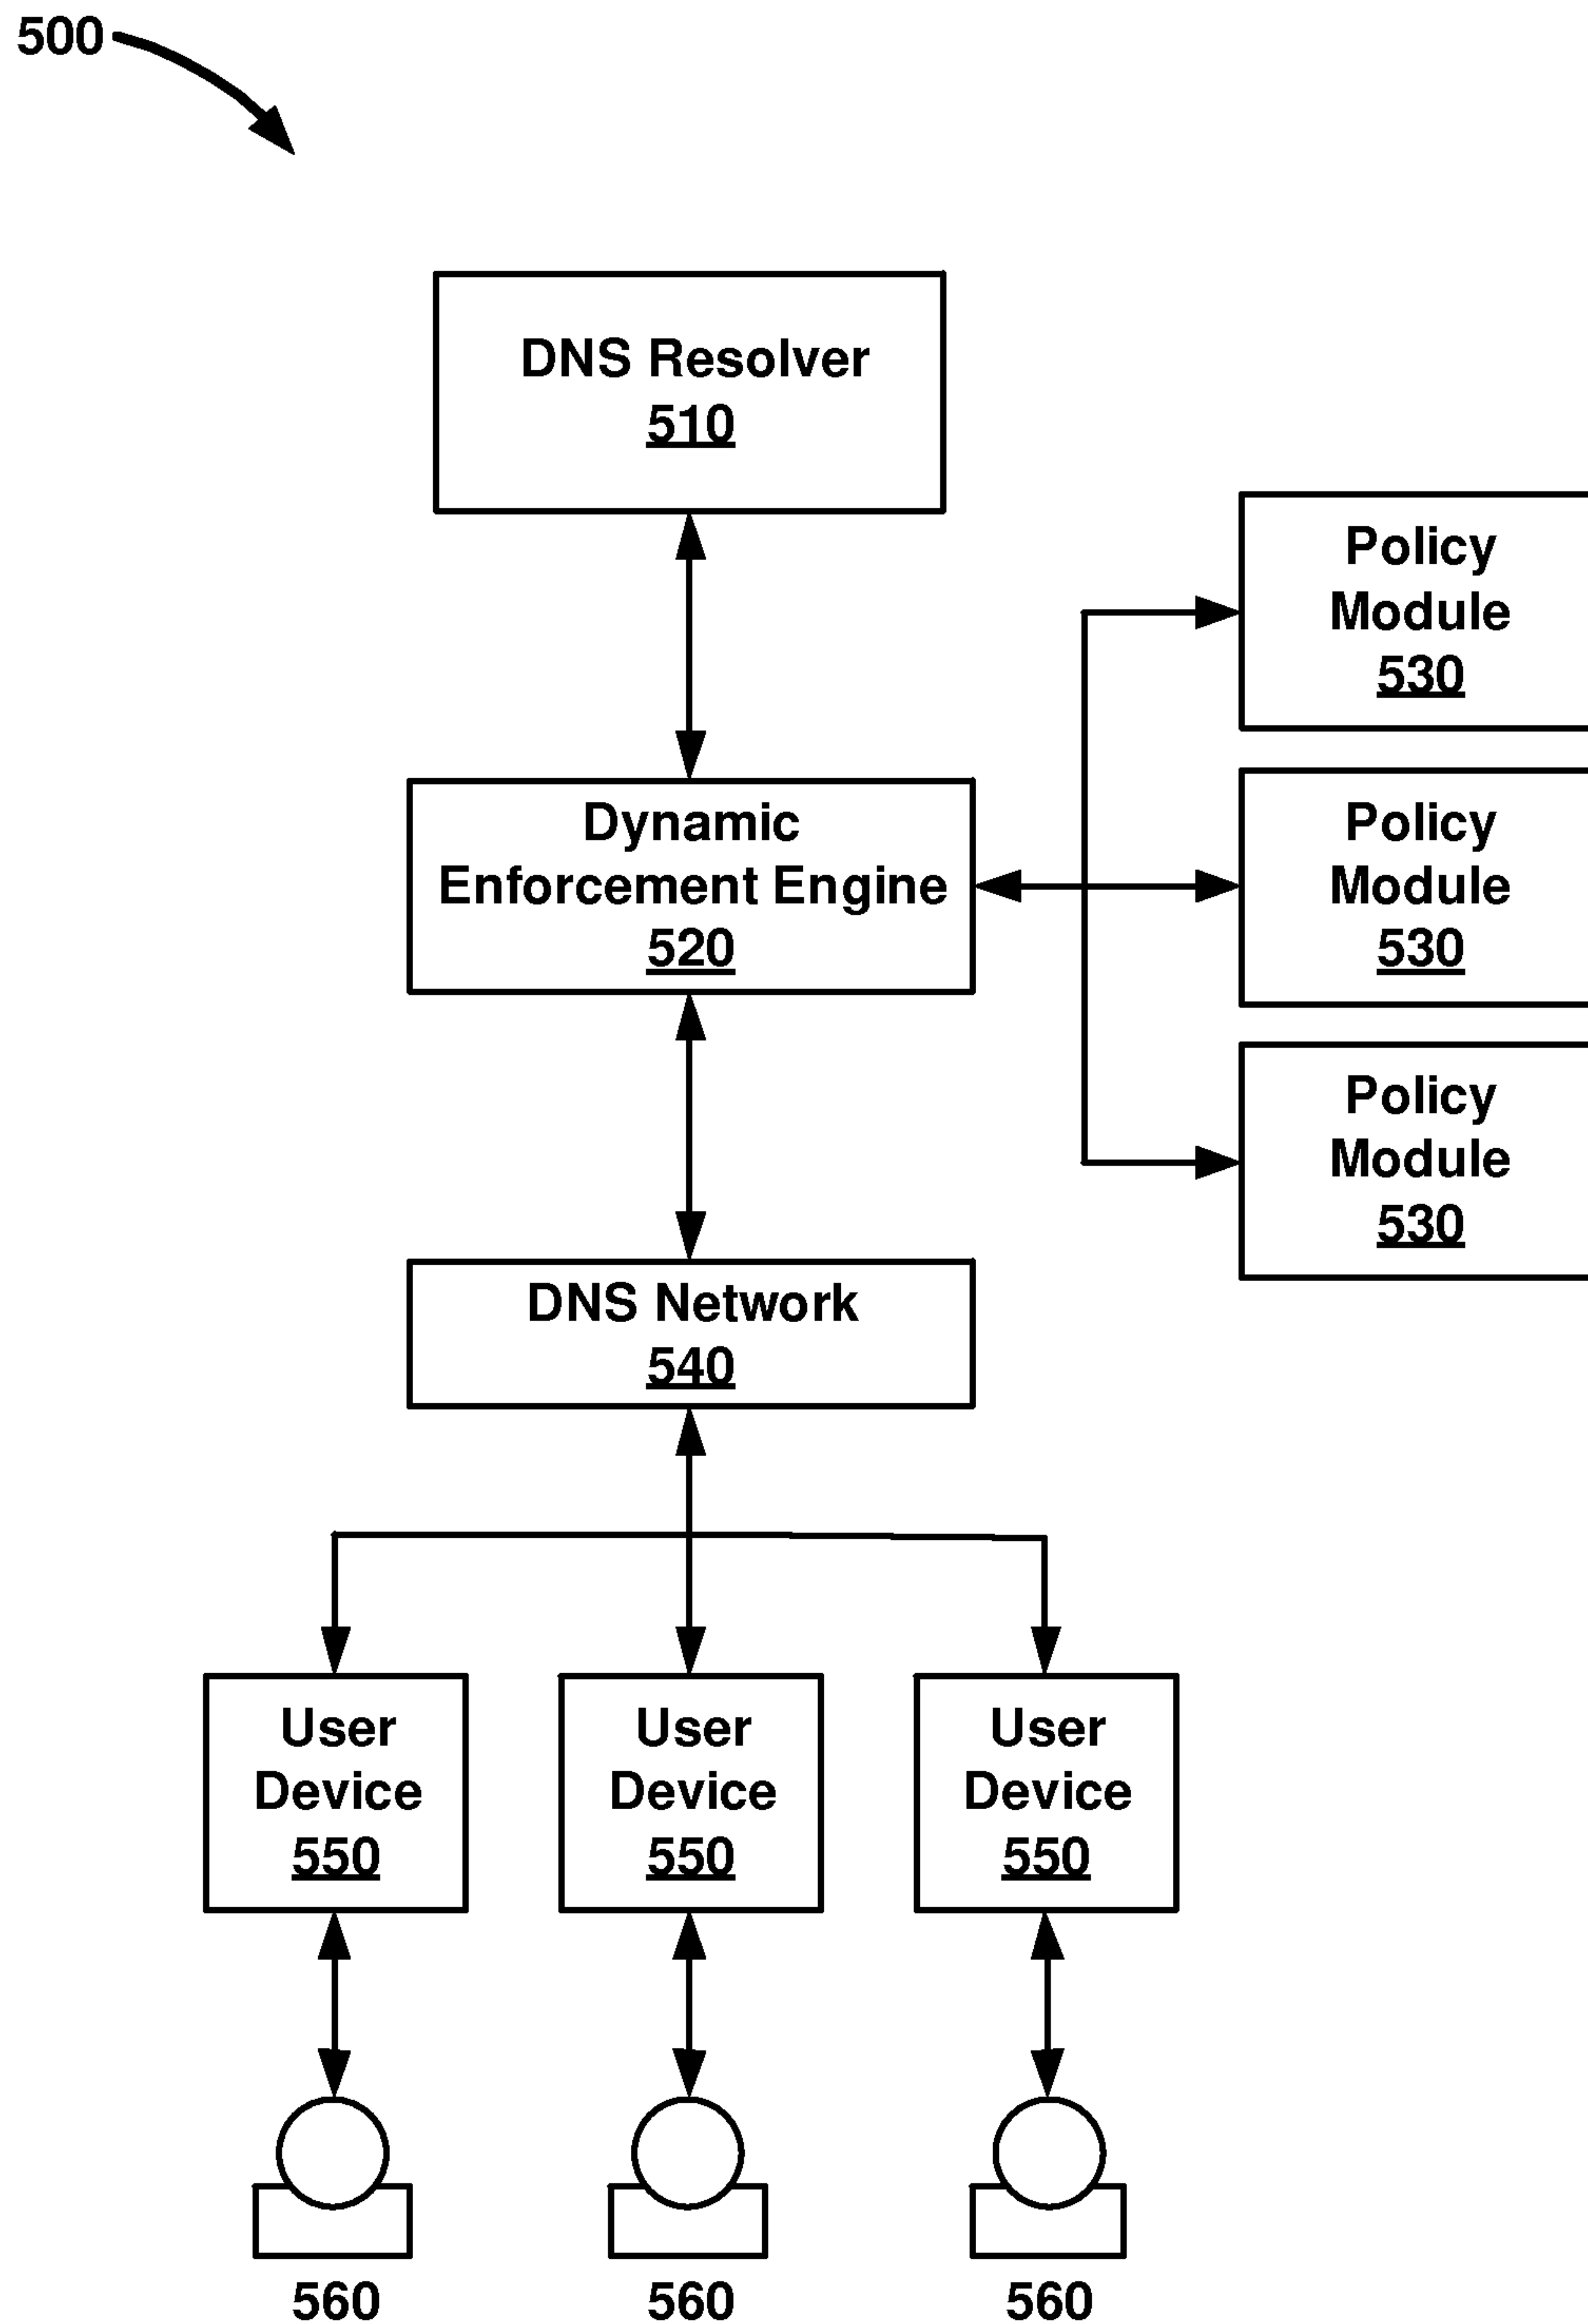 500
DNS Resolver
510
Policy
Module
530
Dynamic
Enforcement Engine
520
Policy
Module
530
Policy
Module
530
DNS Network
540
User
Device
550
User
Device
550
User
Device
550
560
560
560